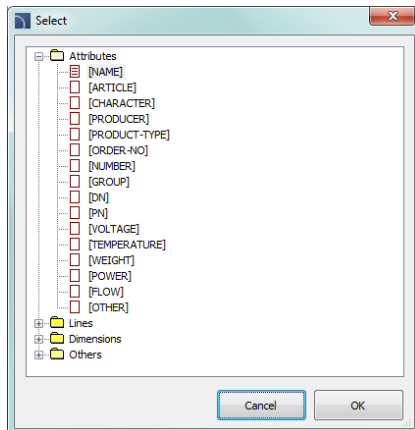 Select
Attributes
[NAME]
[ARTICLE]
[CHARACTER]
[PRODUCER]
[PRODUCT-TYPE]
[ORDER-NO]
[NUMBER]
[GROUP]
[DN]
[PN]
[VOLTAGE]
[TEMPERATURE]
[WEIGHT]
[POWER]
[FLOW]
[OTHER]
Lines
Dimensions
Others
Cancel OK